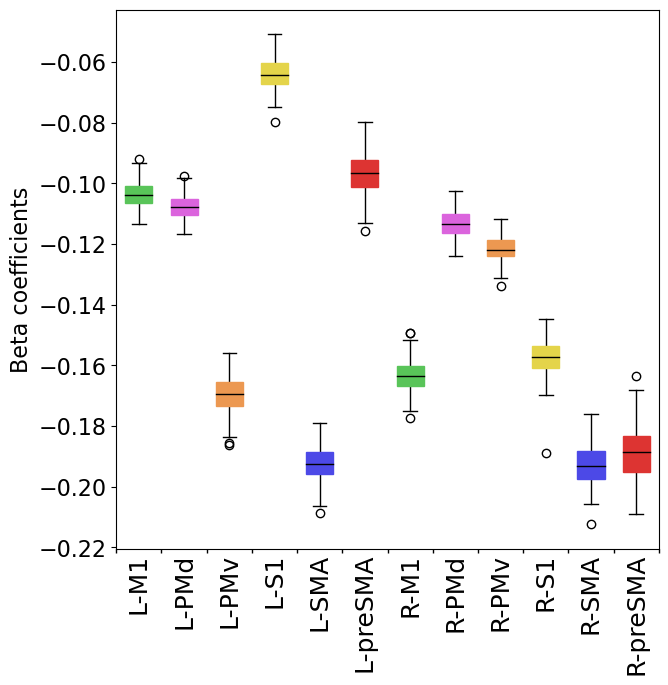 Beta coefficients
−0.06
−0.08
−0.10
−0.12
−0.14
−0.16
−0.18
−0.20
−0.22
L-M1
L-PMd
L-PMv
L-S1
L-SMA
L-preSMA
R-M1
R-PMd
R-PMv
R-S1
R-SMA
R-preSMA